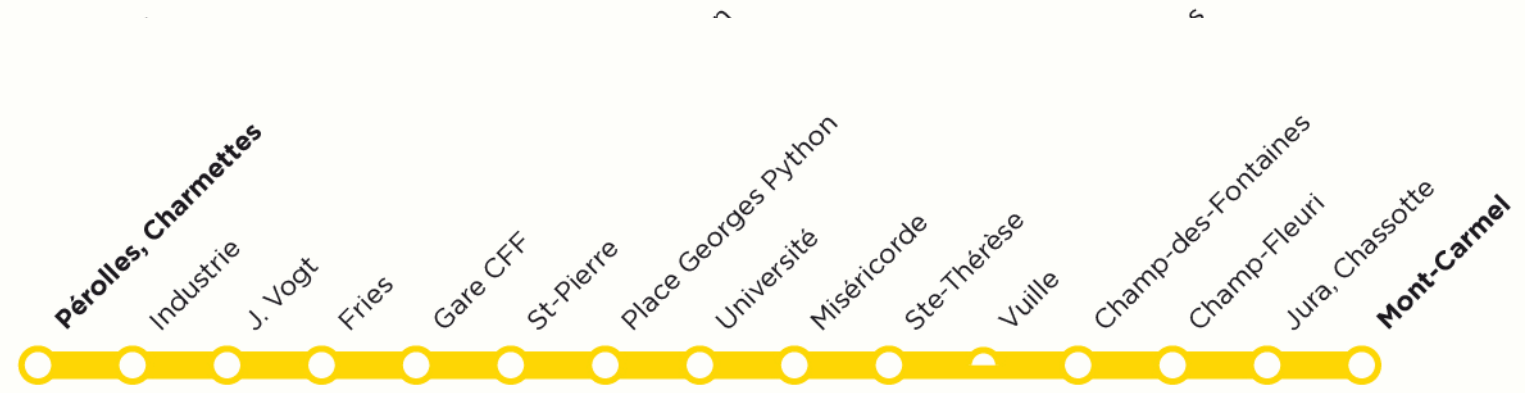 Pérolles, Charmettes
Industrie
J. Vogt
Fries
Gare CFF
St-Pierre
Place Georges Python
Université
Miséricorde
Ste-Thérèse
Vuille
Champ-des-Fontaines
Champ-Fleuri
Jura, Chassotte
Mont-Carmel